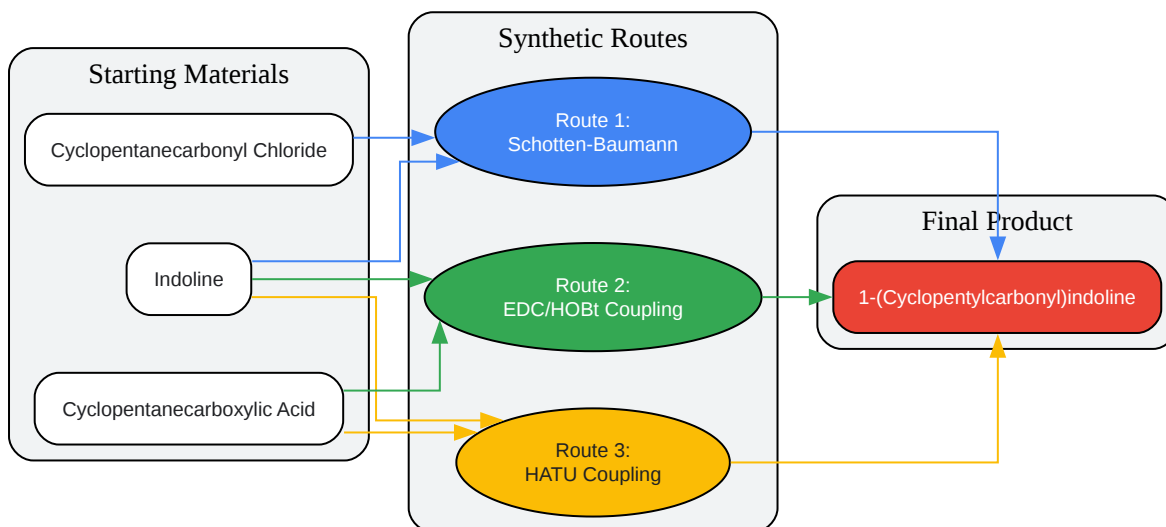 Starting Materials
Cyclopentanecarbonyl Chloride
Indoline
Cyclopentanecarboxylic Acid
Synthetic Routes
Route 1:
Schotten-Baumann
Route 2:
EDC/HOBt Coupling
Route 3:
HATU Coupling
Final Product
1-(Cyclopentylcarbonyl)indoline